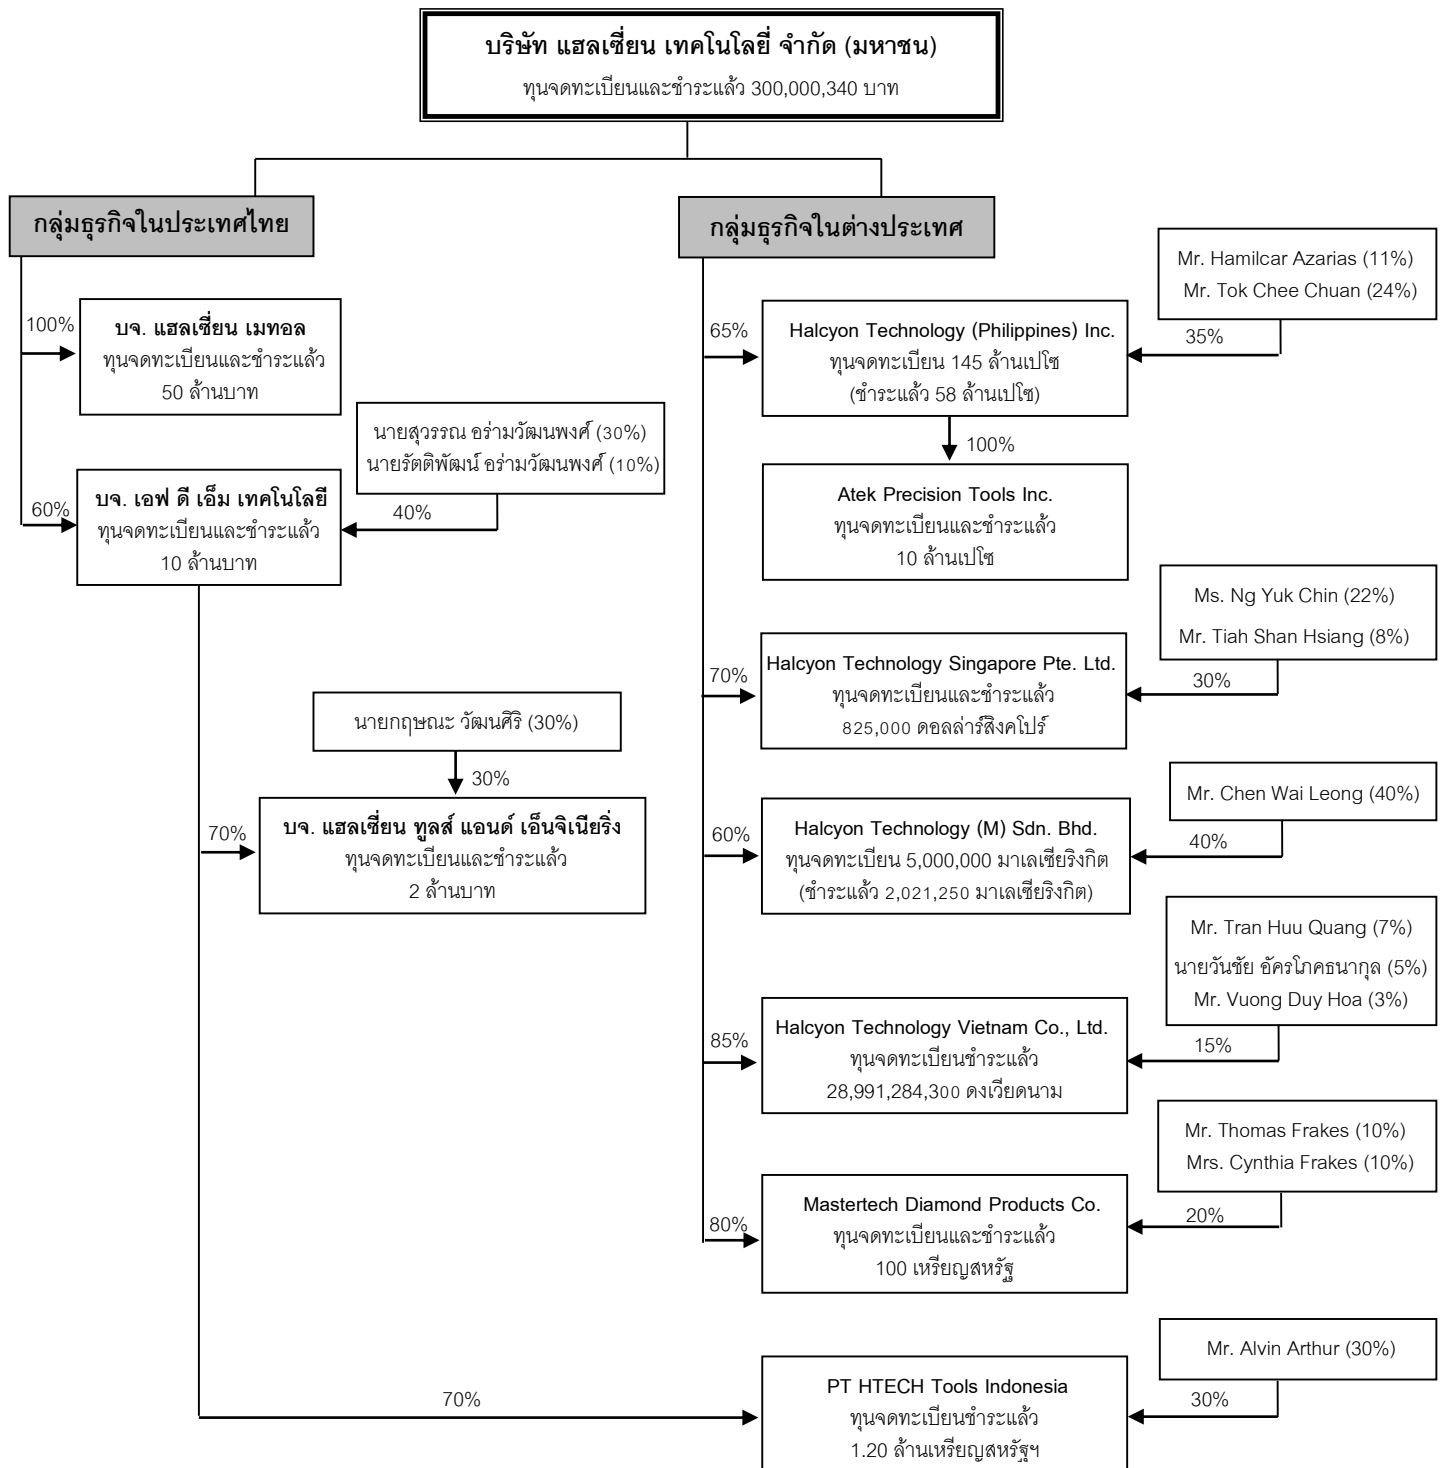 บริษัท แฮลเซี่ยน เทคโนโลยี่ จำกัด (มหาชน)
ทุนจดทะเบียนและชำระแล้ว 300,000,340 บาท
กลุ่มธุรกิจในประเทศไทย
100%
บจ. แฮลเซี่ยน เมทอล
ทุนจดทะเบียนและชำระแล้ว
50 ล้านบาท
นายสุวรรณ อร่ามวัฒนพงศ์ (30%)
นายรัตติพัฒน์ อร่ามวัฒนพงศ์ (10%)
60%
บจ. เอฟ ดี เอ็ม เทคโนโลยี
ทุนจดทะเบียนและชำระแล้ว
10 ล้านบาท
40%
นายกฤษณะ วัฒนศิริ (30%)
30%
70%
บจ. แฮลเซี่ยน ทูลส์ แอนด์ เอ็นจิเนียริ่ง
ทุนจดทะเบียนและชำระแล้ว
2 ล้านบาท
กลุ่มธุรกิจในต่างประเทศ
Mr. Hamilcar Azarias (11%)
Mr. Tok Chee Chuan (24%)
65%
Halcyon Technology (Philippines) Inc.
ทุนจดทะเบียน 145 ล้านเปโซ
(ชำระแล้ว 58 ล้านเปโซ)
35%
100%
Atek Precision Tools Inc.
ทุนจดทะเบียนและชำระแล้ว
10 ล้านเปโซ
Ms. Ng Yuk Chin (22%)
Mr. Tiah Shan Hsiang (8%)
70%
Halcyon Technology Singapore Pte. Ltd.
ทุนจดทะเบียนและชำระแล้ว
825,000 ดอลล่าร์สิงคโปร์
30%
Mr. Chen Wai Leong (40%)
60%
Halcyon Technology (M) Sdn. Bhd.
ทุนจดทะเบียน 5,000,000 มาเลเซียริงกิต
(ชำระแล้ว 2,021,250 มาเลเซียริงกิต)
40%
Mr. Tran Huu Quang (7%)
นายวันชัย อัครโภคธนากุล (5%)
Mr. Vuong Duy Hoa (3%)
85%
Halcyon Technology Vietnam Co., Ltd.
ทุนจดทะเบียนชำระแล้ว
28,991,284,300 ดงเวียดนาม
15%
Mr. Thomas Frakes (10%)
Mrs. Cynthia Frakes (10%)
80%
Mastertech Diamond Products Co.
ทุนจดทะเบียนและชำระแล้ว
100 เหรียญสหรัฐ
20%
Mr. Alvin Arthur (30%)
70%
PT HTECH Tools Indonesia
ทุนจดทะเบียนชำระแล้ว
1.20 ล้านเหรียญสหรัฐฯ
30%